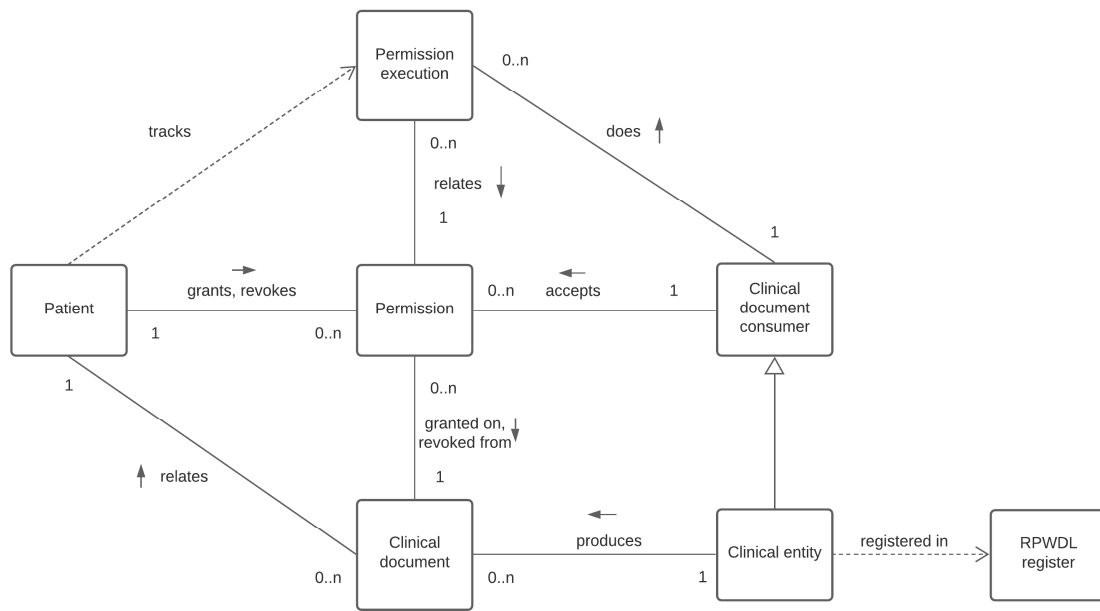 Permission
execution
0..n
tracks
does
0..n
relates
1
1
Patient
grants, revokes
1
0..n
Permission
0..n
accepts
1
Clinical
document
consumer
1
0..n
granted on,
revoked from
1
relates
0..n
Clinical
document
0..n
produces
1
Clinical entity
registered in
RPWDL
register